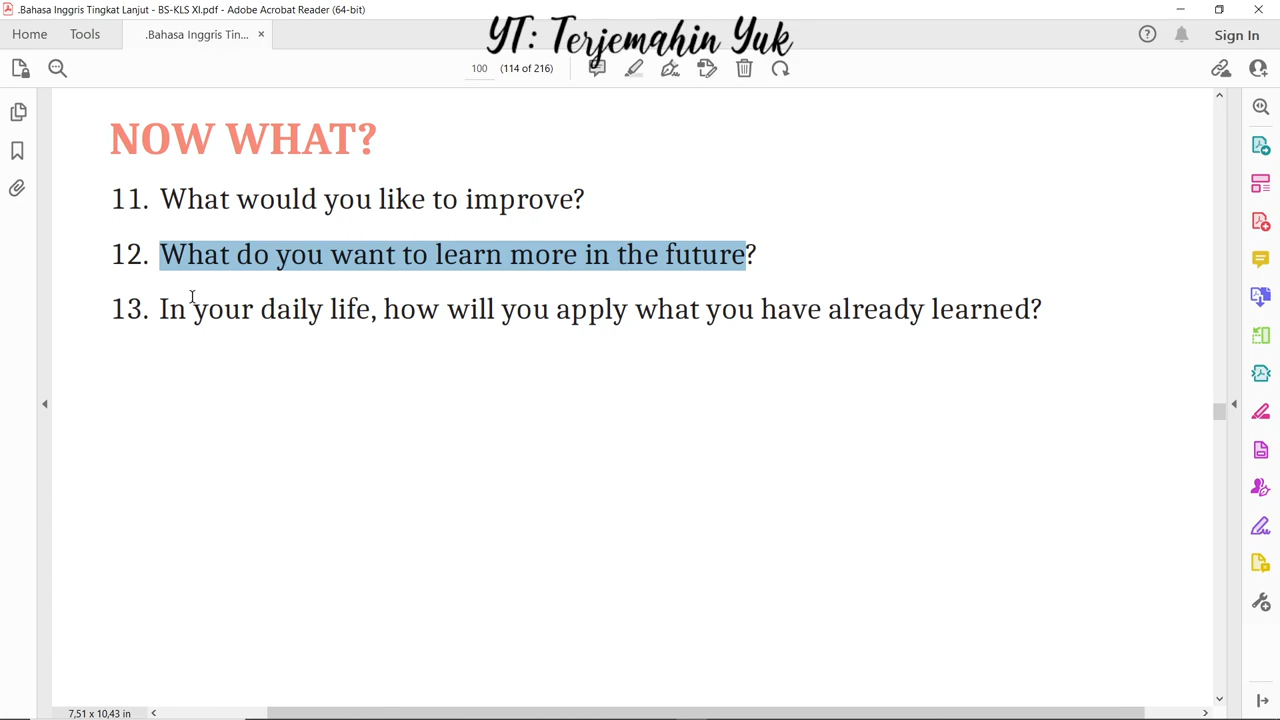 .Bahasa Inggris Tingkat Lanjut - BS-KLS XI.pdf - Adobe Acrobat Reader (64-bit)
Home Tools .Bahasa Inggris Tin... × Sign In
YT: Terjemahin Yuk
100 (114 of 216)
NOW WHAT?
11. What would you like to improve?
12. What do you want to learn more in the future?
13. In your daily life, how will you apply what you have already learned?
7,51 x 10,43 in